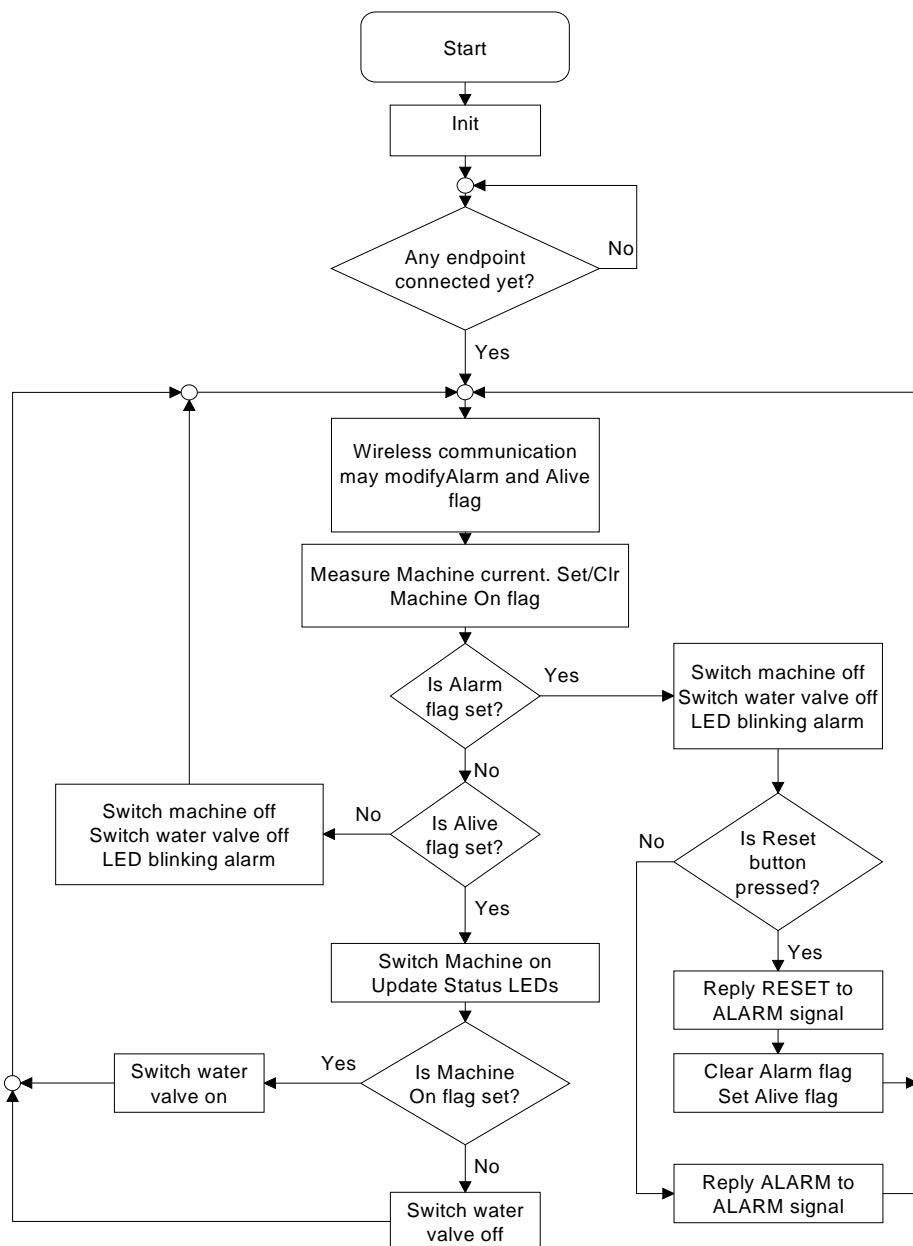 Start
Init
Any endpoint
connected yet?
No
Yes
Wireless communication
may modifyAlarm and Alive
flag
Measure Machine current. Set/Clr
Machine On flag
Is Alarm
flag set?
Yes
Switch machine off
Switch water valve off
LED blinking alarm
No
Is Alive
flag set?
No
Switch machine off
Switch water valve off
LED blinking alarm
Yes
Is Reset
button
pressed?
No
Yes
Switch Machine on
Update Status LEDs
Reply RESET to
ALARM signal
Is Machine
On flag set?
Yes
Switch water
valve on
Clear Alarm flag
Set Alive flag
No
Switch water
valve off
Reply ALARM to
ALARM signal